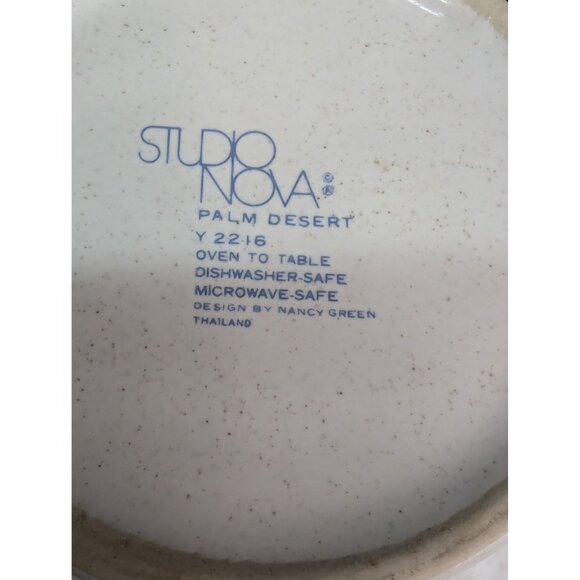 STUDIO
NOVA © ®
PALM DESERT
Y 2216
OVEN TO TABLE
DISHWASHER-SAFE
MICROWAVE-SAFE
DESIGN BY NANCY GREEN
THAILAND